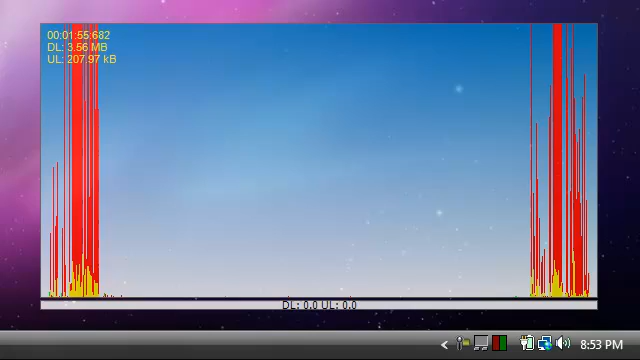 00:01:55:682
DL: 3.56 MB
UL: 207.97 kB
DL: 0.0 UL: 0.0
8:53 PM